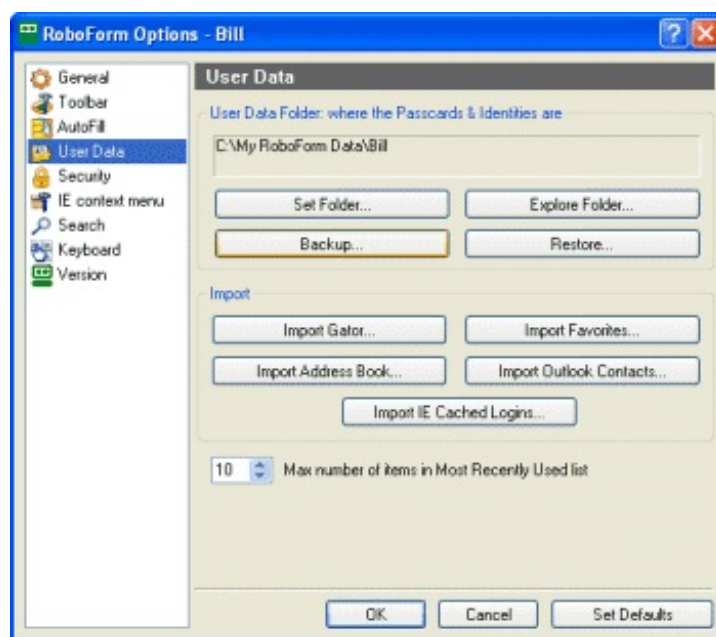 RoboForm Options - Bill
General
Toolbar
AutoFill
User Data
Security
IE context menu
Search
Keyboard
Version
User Data
User Data Folder: where the Passcards & Identities are
C:\My RoboForm Data\Bill
Set Folder...
Explore Folder...
Backup...
Restore...
Import
Import Gator...
Import Favorites...
Import Address Book...
Import Outlook Contacts...
Import IE Cached Logins...
10 Max number of items in Most Recently Used list
OK
Cancel
Set Defaults